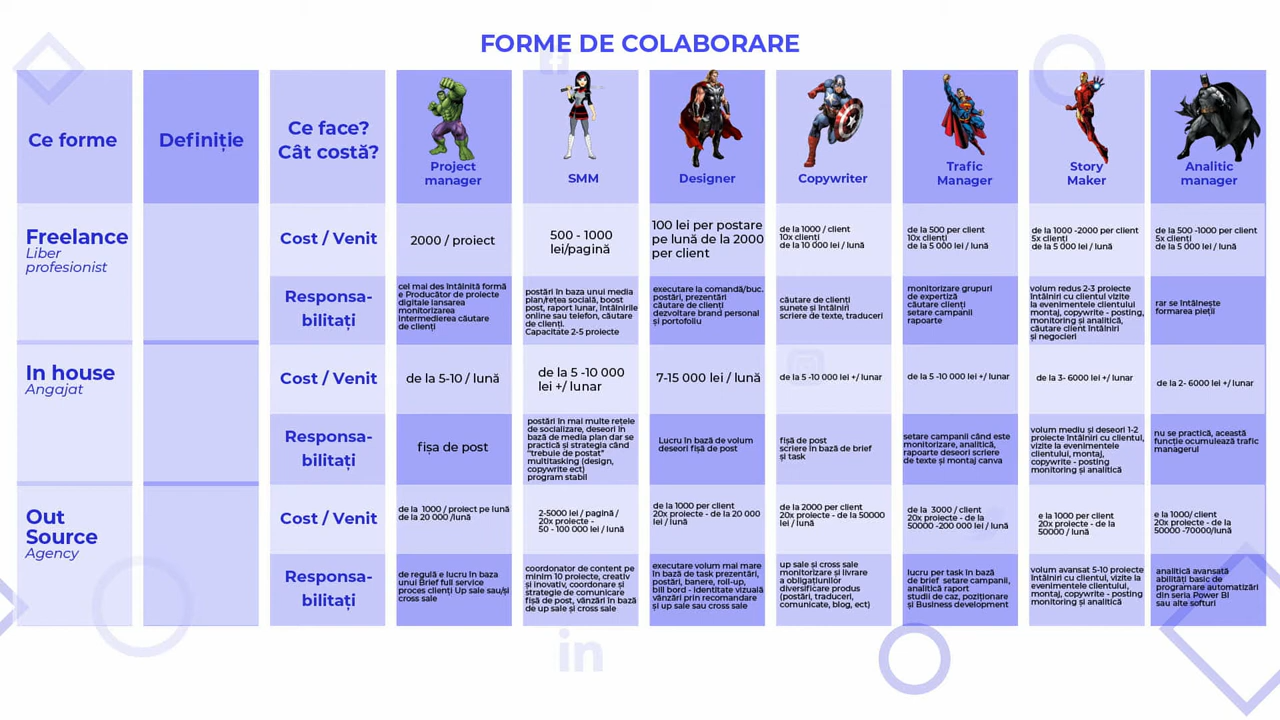 FORME DE COLABORARE
Ce forme
Definiție
Ce face?
Cât costă?
Project
manager
SMM
Designer
Copywriter
Trafic
Manager
Story
Maker
Analitic
manager
Freelance
Liber
profesionist
Cost / Venit
2000 / proiect
500 - 1000
lei/pagină
100 lei per postare
pe lună de la 2000
per client
de la 1000 / client
10x clienți
de la 10 000 lei / lună
de la 500 per client
10x clienți
de la 5 000 lei / lună
de la 1000 -2000 per client
5x clienți
de la 5 000 lei / lună
de la 500 -1000 per client
5x clienți
de la 5 000 lei / lună
Responsa-
bilitați
cel mai des întâlnită formă
e Producător de proiecte
digitale lansarea
monitorizarea
intermedierea căutare
de clienți
postări în baza unui media
plan/rețea socială, boost
post, raport lunar, întâlnirile
online sau telefon, căutare
de clienți.
Capacitate 2-5 proiecte
executare la comandă/buc.
postări, prezentări
căutare de clienți
dezvoltare brand personal
și portofoliu
căutare de clienți
sunete și întâlniri
scriere de texte, traduceri
monitorizare grupuri
de expertiză
căutare clienți
setare campanii
rapoarte
volum redus 2-3 proiecte
întâlniri cu clientul vizite
la evenimentele clientului
montaj, copywrite - posting,
monitoring și analitică,
căutare client întâlniri
și negocieri
rar se întâlnește
formarea pieții
In house
Angajat
Cost / Venit
de la 5-10 / lună
de la 5 -10 000
lei +/ lunar
7-15 000 lei / lună
de la 5 -10 000 lei +/ lunar
de la 5 -10 000 lei +/ lunar
de la 3- 6000 lei +/ lunar
de la 2- 6000 lei +/ lunar
Responsa-
bilitați
fișa de post
postări în mai multe rețele
de socializare, deseori în
bază de media plan dar se
practică și strategia când
"trebuie de postat"
multitasking (design,
copywrite ect)
program stabil
Lucru în bază de volum
deseori fișă de post
fișă de post
scriere în bază de brief
și task
setare campanii când este
monitorizare, analitică,
rapoarte deseori scriere
de texte și montaj canva
volum mediu și deseori 1-2
proiecte întâlniri cu clientul,
vizite la evenimentele
clientului, montaj,
copywrite - posting
monitoring și analitică
nu se practică, această
funcție ocumulează trafic
managerul
Out
Source
Agency
Cost / Venit
de la  1000 / proiect pe lună
de la 20 000 /lună
2-5000 lei / pagină /
20x proiecte -
50 - 100 000 lei / lună
de la 1000 per client
20x proiecte - de la 20 000
lei / lună
de la 2000 per client
20x proiecte - de la 50000
lei / lună
de la  3000 / client
20x proiecte - de la
50000 -200 000 lei / lună
e la 1000 per client
20x proiecte - de la
50000 / lună
e la 1000/ client
20x proiecte - de la
50000 -70000/lună
Responsa-
bilitați
de regulă e lucru în baza
unui Brief full service
proces clienți Up sale sau/și
cross sale
coordonator de content pe
minim 10 proiecte, creativ
și inovativ, coordonare și
strategie de comunicare
fișă de post, vânzări în bază
de up sale și cross sale
executare volum mai mare
în bază de task prezentări,
postări, banere, roll-up,
bill bord - identitate vizuală
vânzări prin recomandare
și up sau cross sale
up sale si cross sale
monitorizare și livrare
a obligațiunilor
diversificare produs
(postări, traduceri,
comunicate, blog, ect)
lucru per task în bază
de brief  setare campanii,
analitică raport
studii de caz, poziționare
și Business development
volum avansat 5-10 proiecte
întâlniri cu clientul, vizite la
evenimentele clientului,
montaj, copywrite - posting
monitoring și analitică
analitică avansată
abilități basic de
programare automatizări
din seria Power BI
sau alte softuri
in